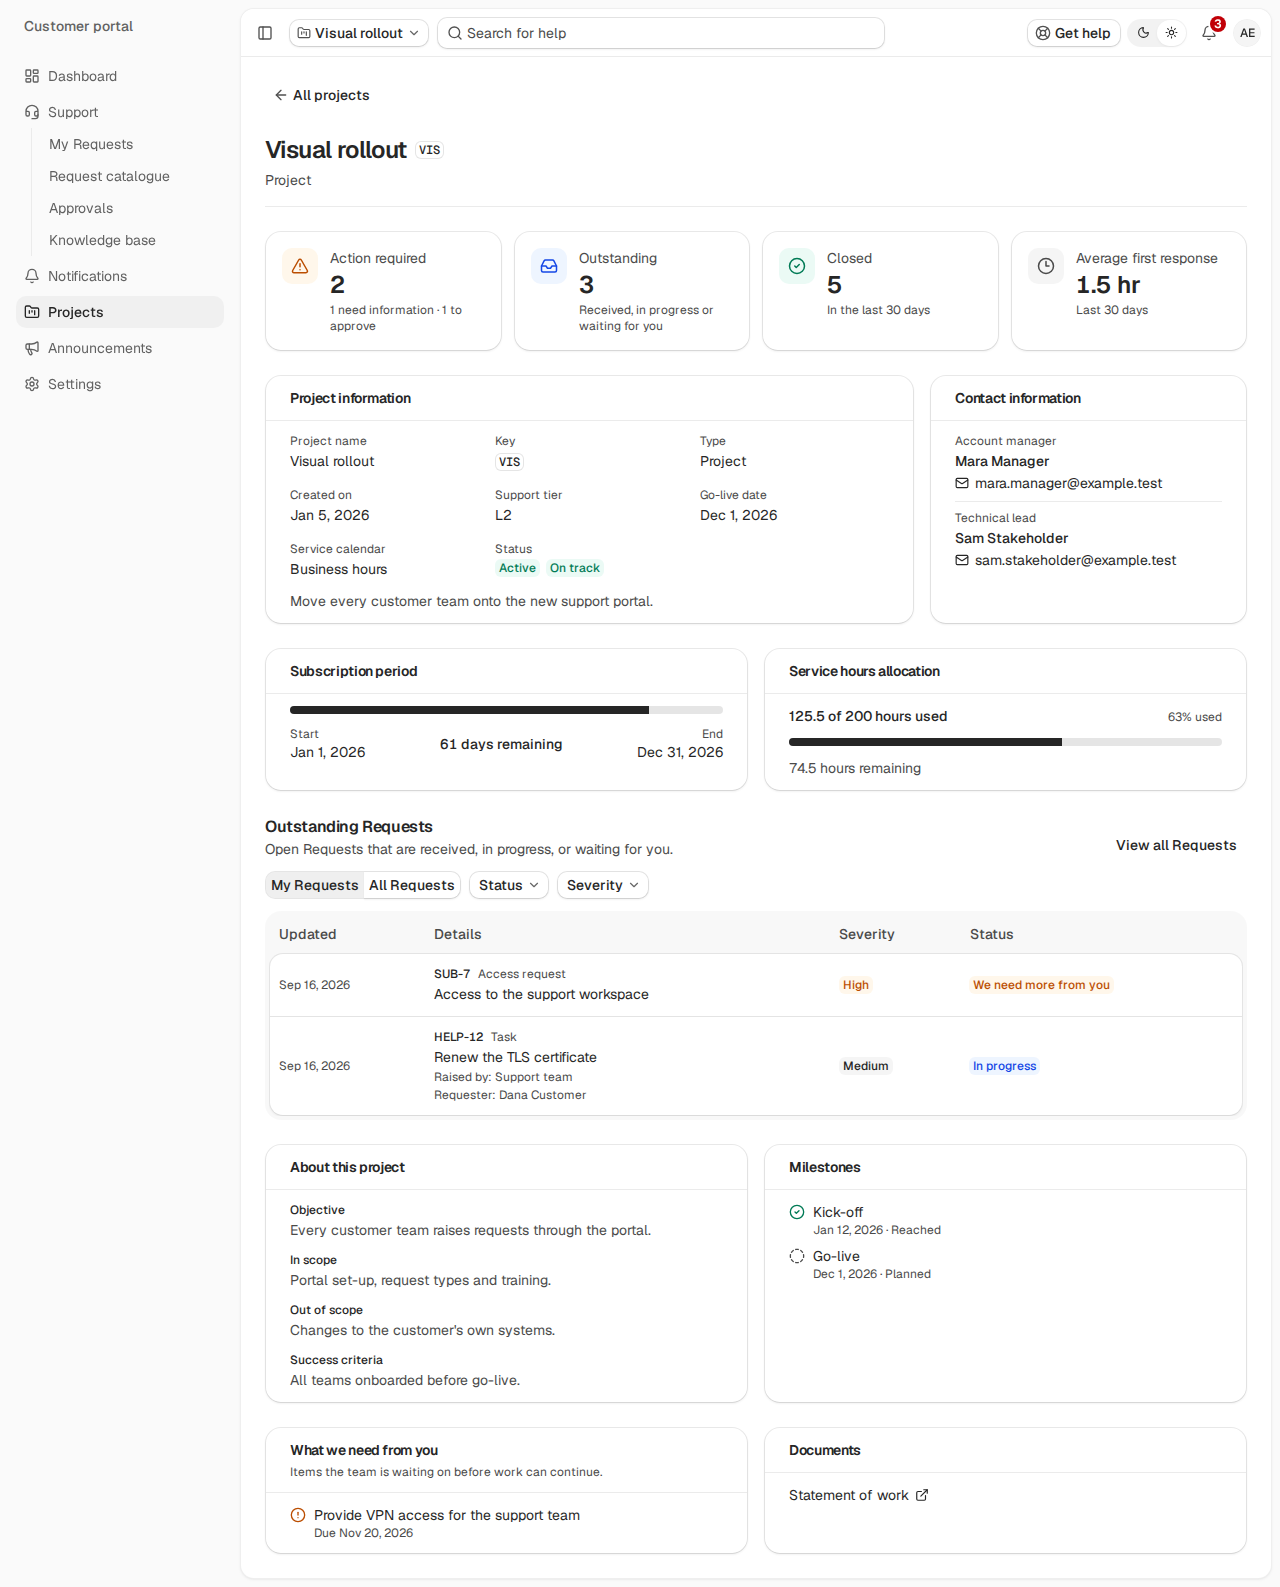 Customer portal
Dashboard
Support
My Requests
Request catalogue
Approvals
Knowledge base
Notifications
Projects
Announcements
Settings
Visual rollout
Search for help
Get help
3
AE
All projects
Visual rollout VIS
Project
Action required
2
1 need information · 1 to
approve
Outstanding
3
Received, in progress or
waiting for you
Closed
5
In the last 30 days
Average first response
1.5 hr
Last 30 days
Project information
Project name
Visual rollout
Key
VIS
Type
Project
Created on
Jan 5, 2026
Support tier
L2
Go-live date
Dec 1, 2026
Service calendar
Business hours
Status
Active On track
Move every customer team onto the new support portal.
Contact information
Account manager
Mara Manager
mara.manager@example.test
Technical lead
Sam Stakeholder
sam.stakeholder@example.test
Subscription period
Start
Jan 1, 2026
61 days remaining
End
Dec 31, 2026
Service hours allocation
125.5 of 200 hours used
63% used
74.5 hours remaining
Outstanding Requests
Open Requests that are received, in progress, or waiting for you.
View all Requests
My Requests All Requests Status Severity
Updated Details Severity Status
Sep 16, 2026
SUB-7 Access request
Access to the support workspace
High
We need more from you
Sep 16, 2026
HELP-12 Task
Renew the TLS certificate
Raised by: Support team
Requester: Dana Customer
Medium
In progress
About this project
Objective
Every customer team raises requests through the portal.
In scope
Portal set-up, request types and training.
Out of scope
Changes to the customer's own systems.
Success criteria
All teams onboarded before go-live.
Milestones
Kick-off
Jan 12, 2026 · Reached
Go-live
Dec 1, 2026 · Planned
What we need from you
Items the team is waiting on before work can continue.
Provide VPN access for the support team
Due Nov 20, 2026
Documents
Statement of work